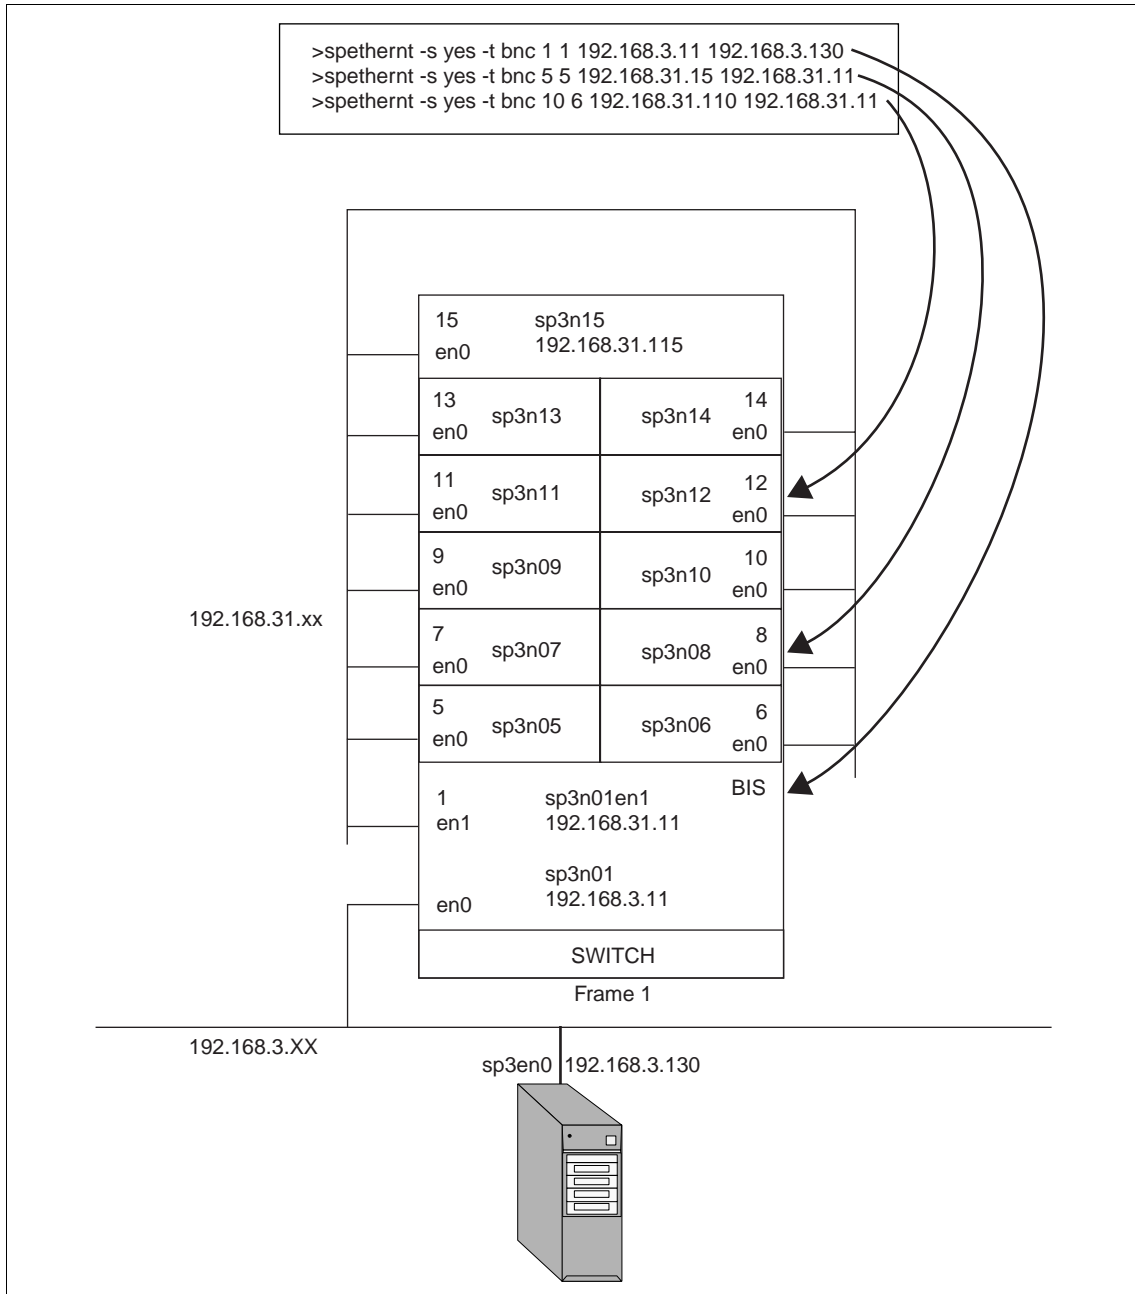 >spethernt -s yes -t bnc 1 1 192.168.3.11 192.168.3.130
>spethernt -s yes -t bnc 5 5 192.168.31.15 192.168.31.11
>spethernt -s yes -t bnc 10 6 192.168.31.110 192.168.31.11
15 sp3n15
en0 192.168.31.115
13 sp3n13 sp3n14 14
en0 en0
11 sp3n11 sp3n12 12
en0 en0
9 sp3n09 sp3n10 10
en0 en0
192.168.31.xx
7 sp3n07 sp3n08 8
en0 en0
5 sp3n05 sp3n06 6
en0 en0
BIS
1 sp3n01en1
en1 192.168.31.11
sp3n01
en0 192.168.3.11
SWITCH
Frame 1
192.168.3.XX
sp3en0 192.168.3.130